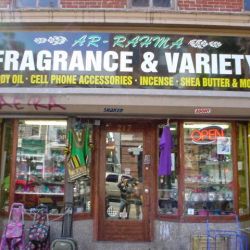 AR-RAHMA
FRAGRANCE & VARIETY
DY OIL · CELL PHONE ACCESSORIES · INCENSE · SHEA BUTTER & MO
OPEN